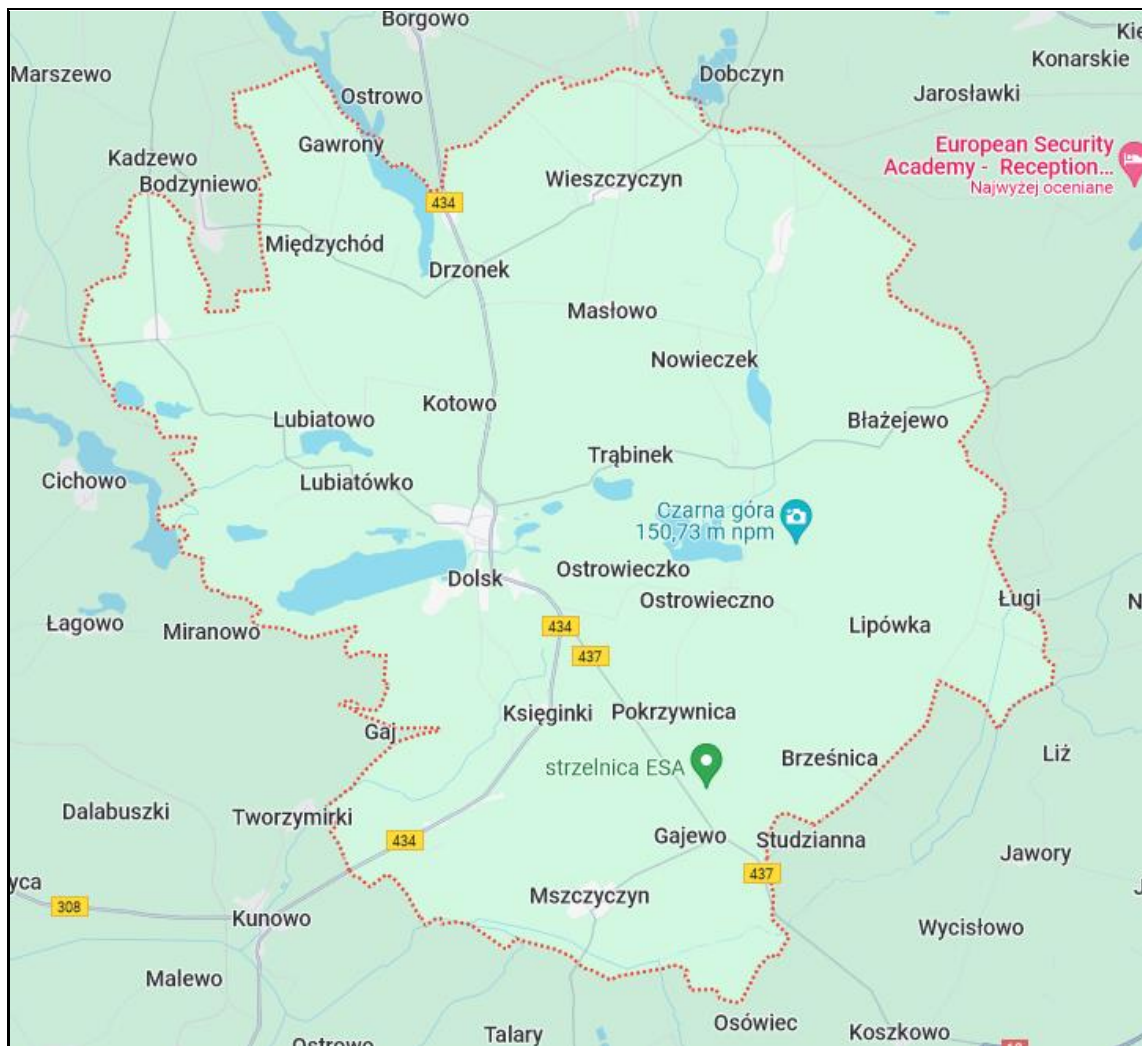 Borgowo
Kie
Konarskie
Marszewo
Dobczyn
Ostrowo
Jarosławki
Gawrony
European Security
Academy - Reception...
Najwyżej oceniane
Kadzewo
Bodzyniewo
Wieszczyczyn
434
Międzychód
Drzonek
Masłowo
Nowieczek
Kotowo
Lubiatowo
Błażejewo
Trąbinek
Cichowo
Lubiatówko
Czarna góra
150,73 m npm
Dolsk
Ostrowieczko
Ostrowieczno
Ługi
N
Łagowo
Miranowo
434
Lipówka
437
Księginki
Pokrzywnica
Gaj
Brześnica
Liż
strzelnica ESA
Dalabuszki
Tworzymirki
434
Gajewo
Studzianna
Jawory
437
yca
308
Mszczyczyn
J
Kunowo
Wycisłowo
Malewo
Osówiec
Koszkowo
Talary
Ostrowo